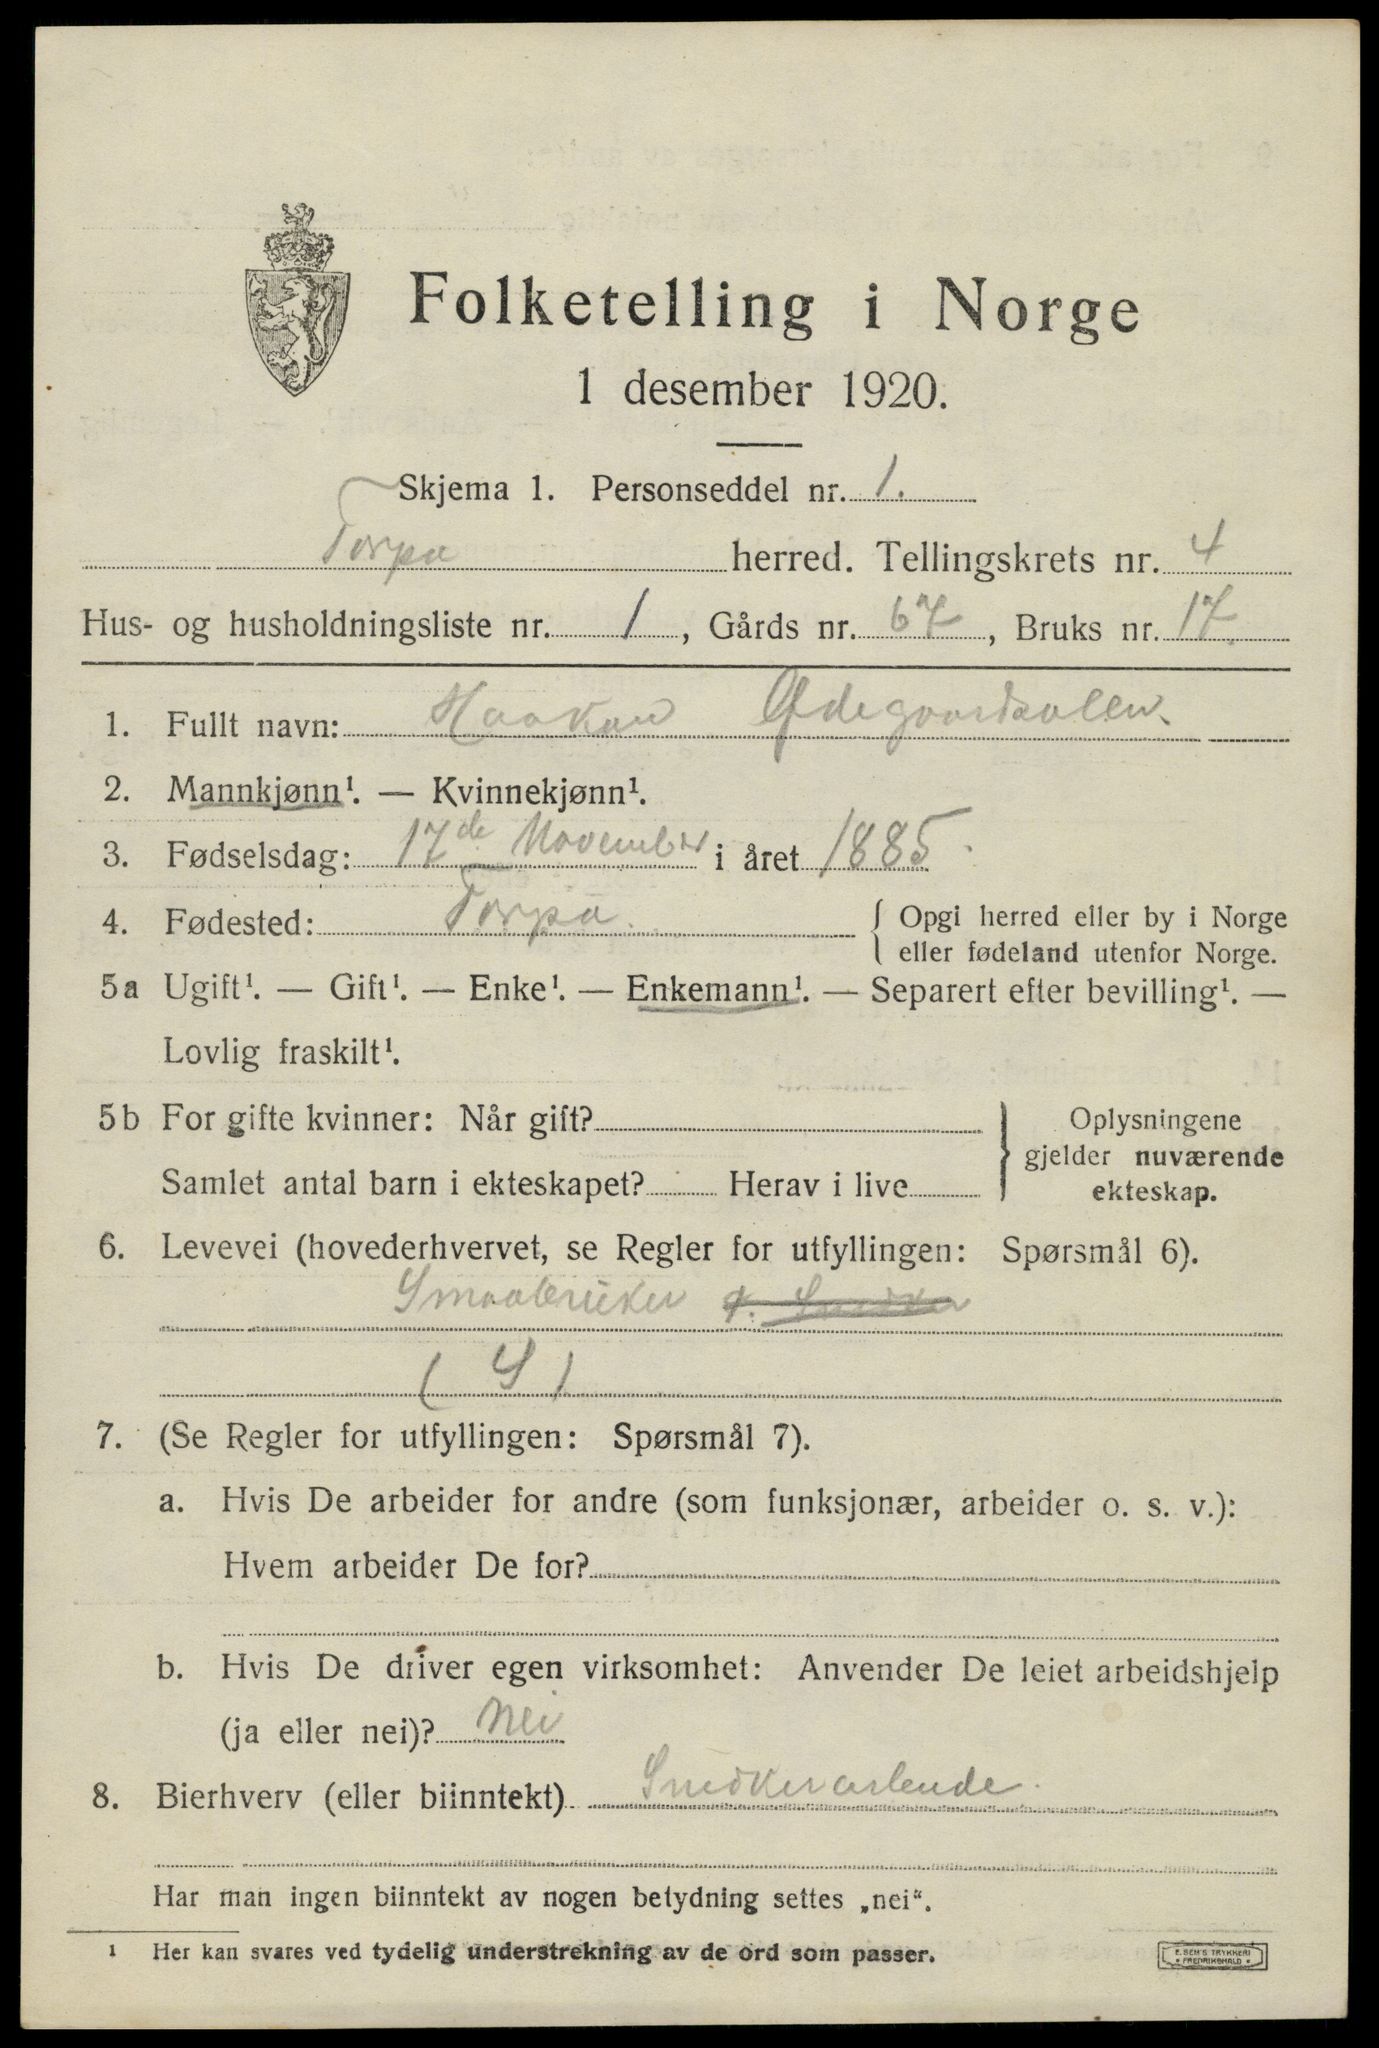 Folketelling i Norge
1 desember 1920.
Skjema 1. Personseddel nr. 1.
Torpa herred. Tellingskrets nr. 4
Hus- og husholdningsliste nr. 1, Gårds nr. 67, Bruks nr. 17.
1. Fullt navn: Haakon
2. Mannkjønn¹. — Kvinnekjønn¹.
3. Fødselsdag: 17de November i året 1885.
4. Fødested: Torpa. { Opgi herred eller by i Norge
eller fødeland utenfor Norge.
5a Ugift¹. — Gift¹. — Enke¹. — Enkemann¹. — Separert efter bevilling¹. —
Lovlig fraskilt¹.
5b For gifte kvinner: Når gift? } Oplysningene
gjelder nuværende
Samlet antal barn i ekteskapet? Herav i live ekteskap.
6. Levevei (hovederhvervet, se Regler for utfyllingen: Spørsmål 6).
Smaabruker & Snedker
( S )
7. (Se Regler for utfyllingen: Spørsmål 7).
a. Hvis De arbeider for andre (som funksjonær, arbeider o. s. v.):
Hvem arbeider De for?
b. Hvis De driver egen virksomhet: Anvender De leiet arbeidshjelp
(ja eller nei)? Nei
8. Bierhverv (eller biinntekt)
Har man ingen biinntekt av nogen betydning settes „nei“.
1 Her kan svares ved tydelig understrekning av de ord som passer.
E. SEM'S TRYKKERI
• FREDRIKSHALD •